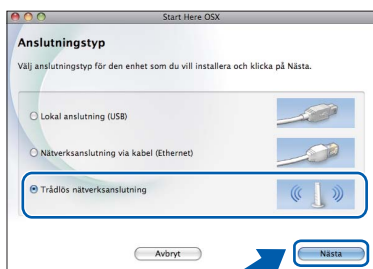 Start Here OSX
Anslutningstyp
Välj anslutningstyp för den enhet som du vill installera och klicka på Nästa.
Lokal anslutning (USB)
Nätverksanslutning via kabel (Ethernet)
Trådlös nätverksanslutning
Avbryt
Nästa